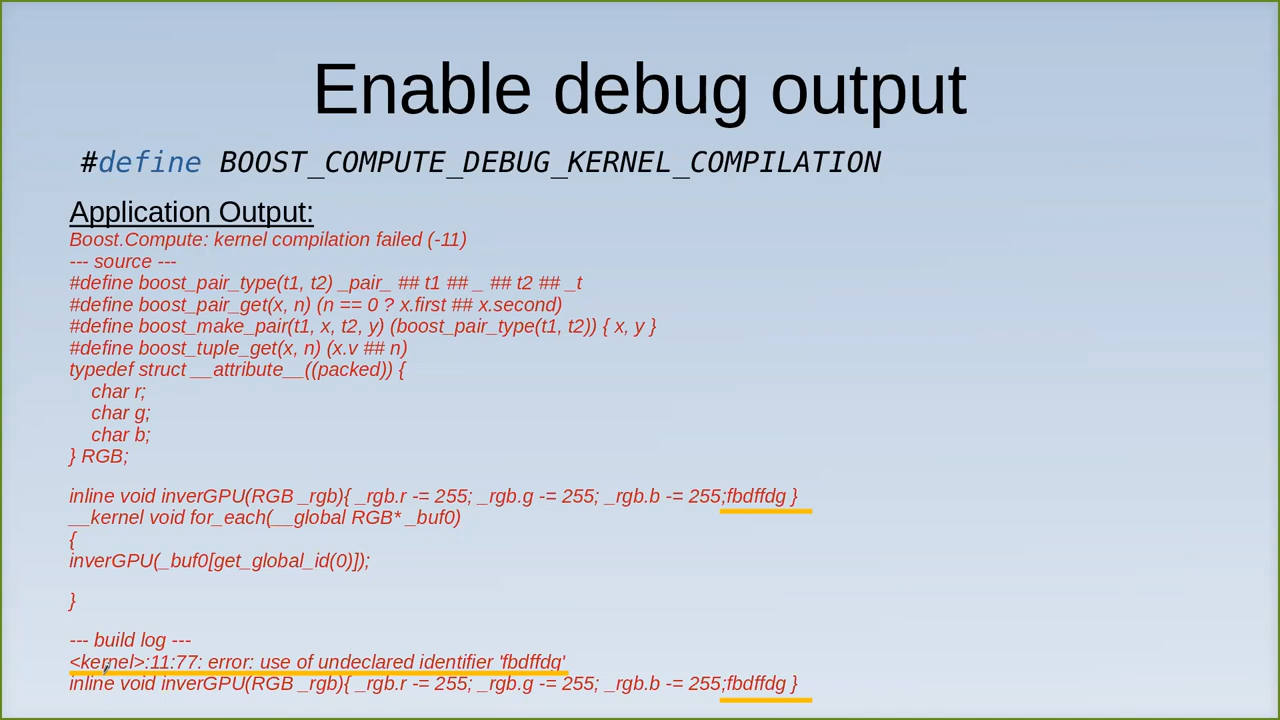 Enable debug output
#define BOOST_COMPUTE_DEBUG_KERNEL_COMPILATION
Application Output:
Boost.Compute: kernel compilation failed (-11)
--- source ---
#define boost_pair_type(t1, t2) _pair_ ## t1 ## _ ## t2 ## _t
#define boost_pair_get(x, n) (n == 0 ? x.first ## x.second)
#define boost_make_pair(t1, x, t2, y) (boost_pair_type(t1, t2)) { x, y }
#define boost_tuple_get(x, n) (x.v ## n)
typedef struct __attribute__((packed)) {
char r;
char g;
char b;
} RGB;
inline void inverGPU(RGB _rgb){ _rgb.r -= 255; _rgb.g -= 255; _rgb.b -= 255;fbdffdg }
__kernel void for_each(__global RGB* _buf0)
{
inverGPU(_buf0[get_global_id(0)]);
}
--- build log ---
<kernel>:11:77: error: use of undeclared identifier 'fbdffdg'
inline void inverGPU(RGB _rgb){ _rgb.r -= 255; _rgb.g -= 255; _rgb.b -= 255;fbdffdg }